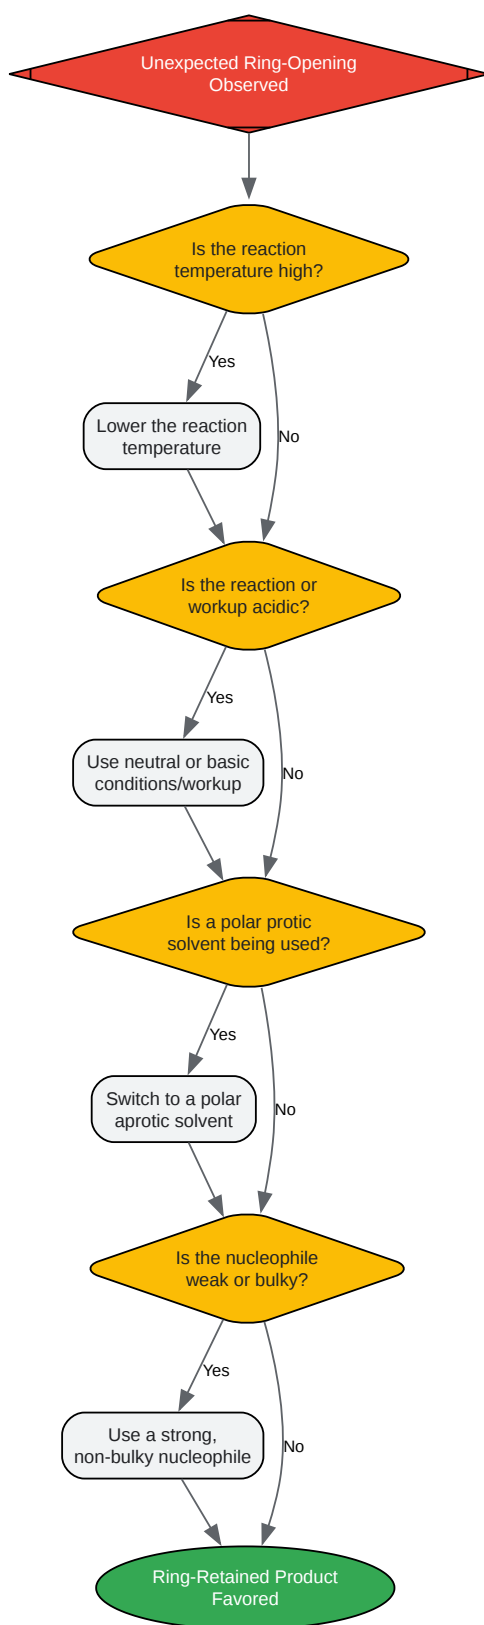 Unexpected Ring-Opening
Observed
Is the reaction
temperature high?
Yes
Lower the reaction
temperature
No
Is the reaction or
workup acidic?
Yes
Use neutral or basic
conditions/workup
No
Is a polar protic
solvent being used?
Yes
Switch to a polar
aprotic solvent
No
Is the nucleophile
weak or bulky?
Yes
Use a strong,
non-bulky nucleophile
No
Ring-Retained Product
Favored